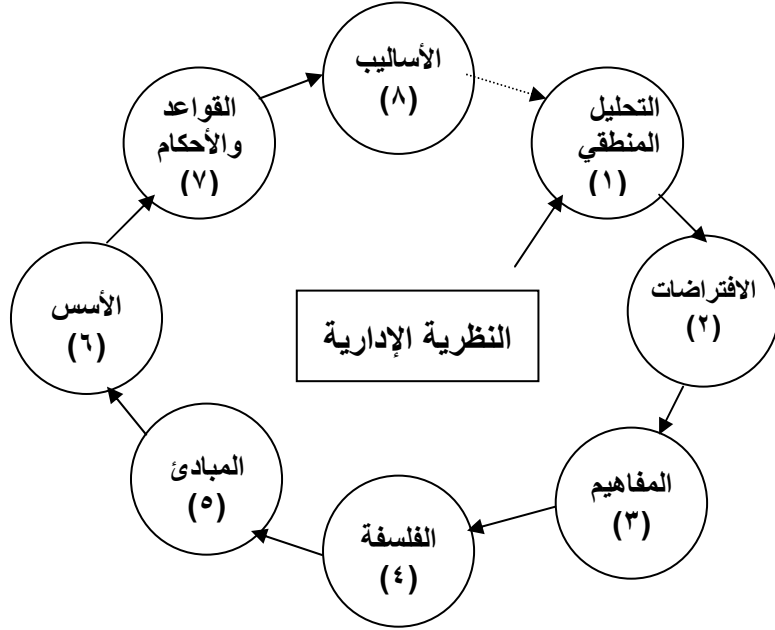 الأساليب
(٨)
التحليل
المنطقي
(١)
الافتراضات
(٢)
المفاهيم
(٣)
الفلسفة
(٤)
المبادئ
(٥)
الأسس
(٦)
القواعد
والأحكام
(٧)
النظرية الإدارية